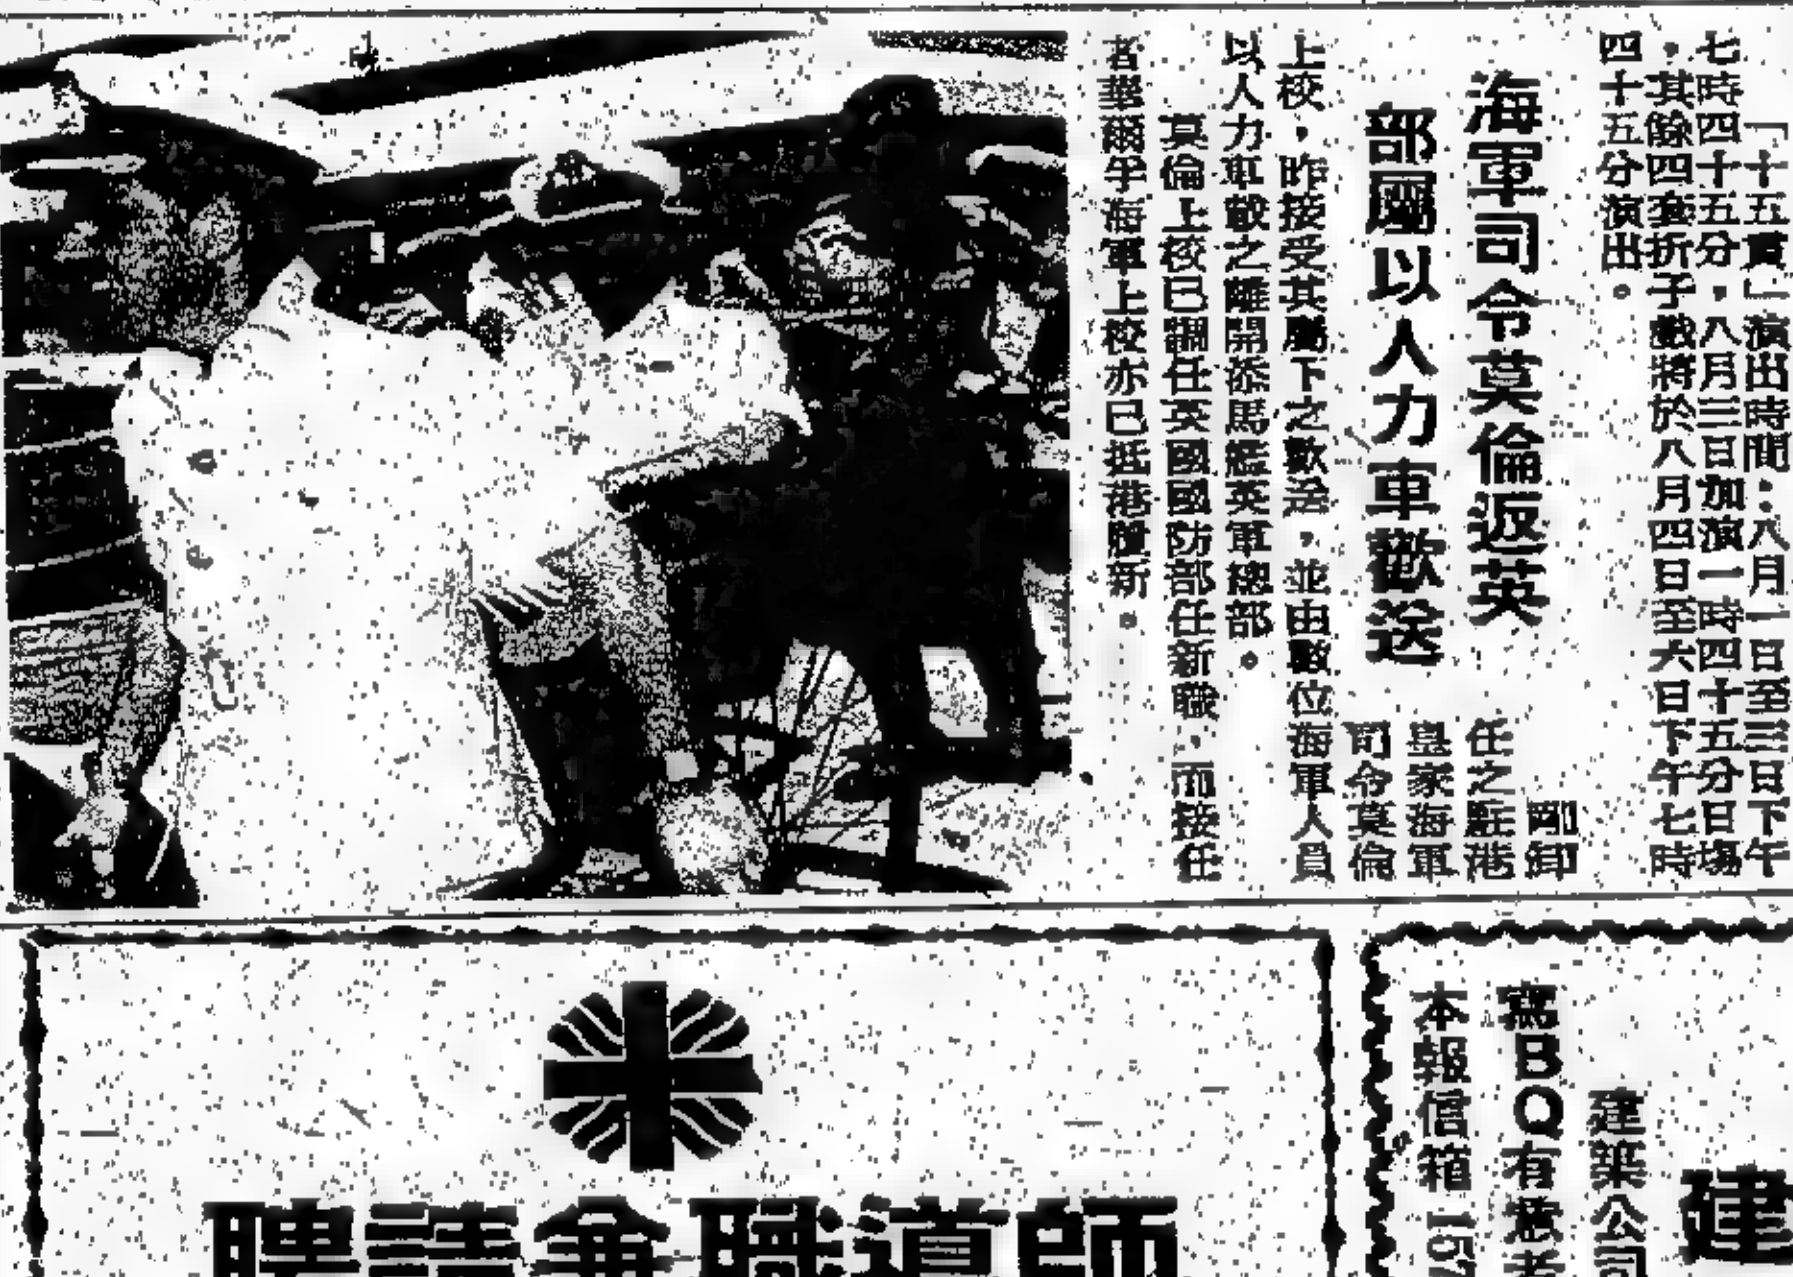 「十五貫」演出時間：八月一日至三日下午
七時四十五分，八月三日加演一時四十五分日場
，其餘四套折子戲將於八月四日至六日下午七時
四十五分演出。
海軍司令莫倫返英
部屬以人力車歡送
剛卸
任之駐港
皇家海軍
司令莫倫
上校，昨接受其屬下之歡送，並由數位海軍人員
以人力車載之離開添馬艦英軍總部。
莫倫上校已調任英國國防部任新職，而接任
者華爾半海軍上校亦已抵港履新。
聘請兼職導師
建
建築公司
寫BQ有意者
本報信箱157